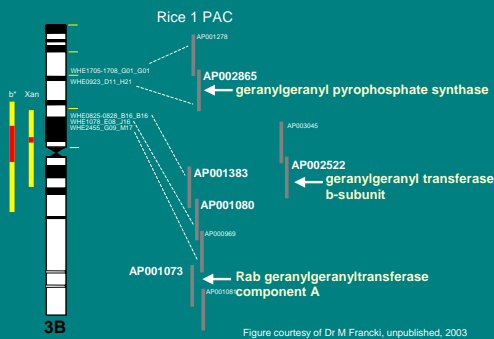 Rice 1 PAC
AP001278
WHE1705-1708_G01_G01
WHE0923_D11_H21
AP002865
geranylgeranyl pyrophosphate synthase
b* Xan
WHE0825-0828_B16_B16
WHE1078_E08_J16
WHE2455_G09_M17
AP003045
AP002522
geranylgeranyl transferase
b-subunit
AP001383
AP001080
AP000969
AP001073
Rab geranylgeranyltransferase
component A
AP001081
3B
Figure courtesy of Dr M Francki, unpublished, 2003